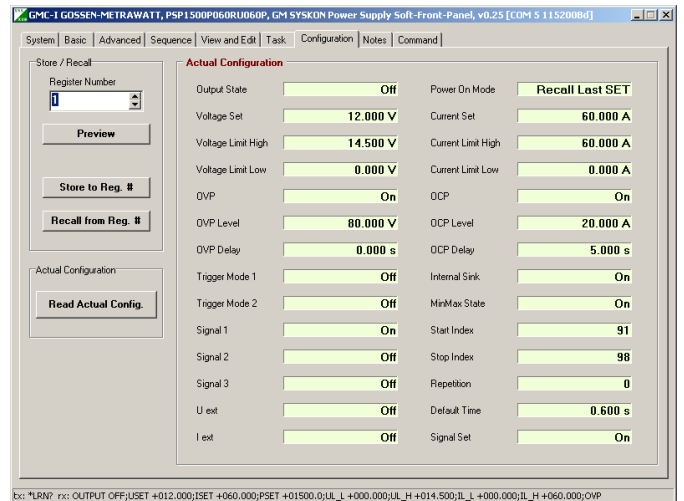 GMC-I GOSSEN-METRAWATT, PSP1500P060RU060P, GM SYSKON Power Supply Soft-Front-Panel, v0.25 [COM 5 115200Bd]
System Basic Advanced Sequence View and Edit Task Configuration Notes Command
Store / Recall
Register Number
1
Preview
Store to Reg. #
Recall from Reg. #
Actual Configuration
Read Actual Config.
Actual Configuration
Output State Off Power On Mode Recall Last SET
Voltage Set 12.000 V Current Set 60.000 A
Voltage Limit High 14.500 V Current Limit High 60.000 A
Voltage Limit Low 0.000 V Current Limit Low 0.000 A
OVP On OCP On
OVP Level 80.000 V OCP Level 20.000 A
OVP Delay 0.000 s OCP Delay 5.000 s
Trigger Mode 1 Off Internal Sink On
Trigger Mode 2 Off MinMax State On
Signal 1 On Start Index 91
Signal 2 Off Stop Index 98
Signal 3 Off Repetition 0
U ext Off Default Time 0.600 s
I ext Off Signal Set On
tx: *LRN? rx: OUTPUT OFF;USET +012.000;ISET +060.000;PSET +01500.0;UL_L +000.000;UL_H +014.500;IL_L +000.000;IL_H +060.000;OVP